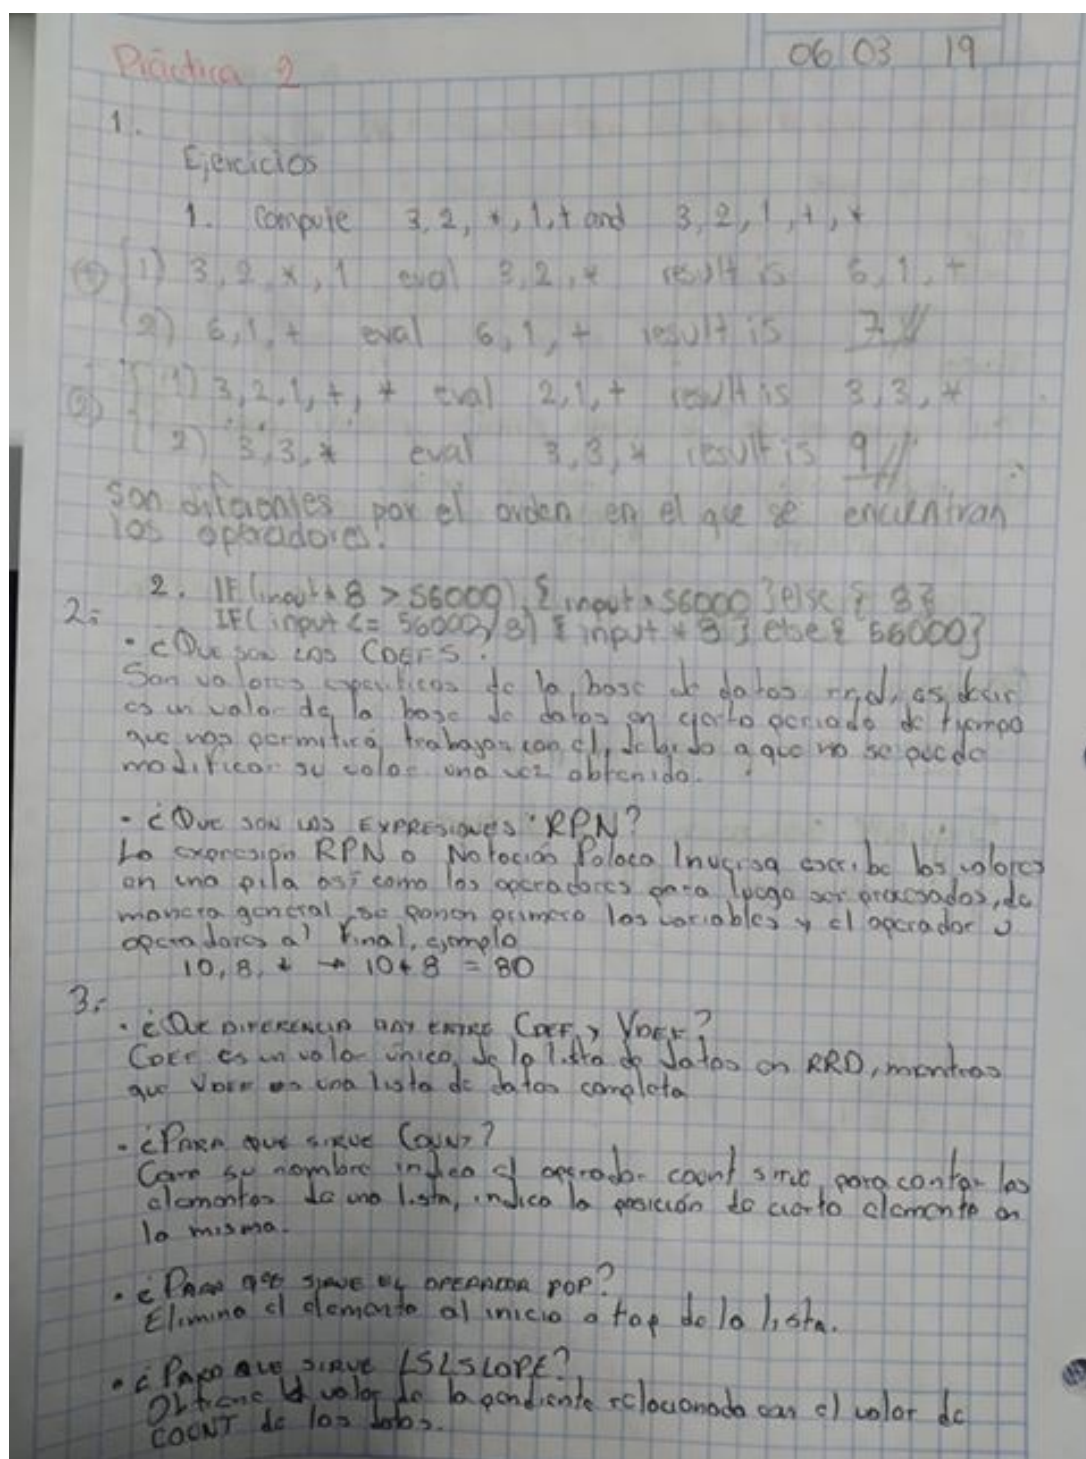 06 03 19
Práctica 2
1.
Ejercicios
1. Compute 3, 2, *, 1, + and 3, 2, 1, +, *
(1) 1) 3, 2, *, 1 eval 3, 2, * result is 6, 1, +
2) 6, 1, + eval 6, 1, + result is 7//
(2) 1) 3, 2, 1, +, * eval 2, 1, + result is 3, 3, *
2) 3, 3, * eval 3, 3, * result is 9//
Son diferentes por el orden en el que se encuentran
los operadores.
2. IF(input * 8 > 56000) { input * 56000 } else { 8 }
2.-
IF( input <= 56000/8) { input * 8 } else { 56000}
• ¿Que son los CDEFS?
Son valores especificos de la base de datos rrd, es decir
es un valor de la base de datos en cierto periodo de tiempo
que nos permitirá trabajar con el, debido a que no se puede
modificar su valor una vez obtenido.
- ¿Que son las expresiones RPN?
La expresión RPN o Notación Polaca Inversa escribe los valores
en una pila así como los operadores para luego ser procesados, de
manera general, se ponen primero las variables y el operador u
operadores al final, ejemplo
10, 8, * → 10 * 8 = 80
3.-
• ¿Que diferencia hay entre CDEF y VDEF?
CDEF es un valor único de la lista de datos en RRD, mientras
que VDEF es una lista de datos completa
- ¿Para que sirve COUNT?
Como su nombre indica el operador count sirve para contar los
elementos de una lista, indica la posición de cierto elemento en
la misma.
• ¿Para que sirve el operador POP?
Elimina el elemento al inicio o top de la lista.
• ¿Para que sirve LSLSLOPE?
Obtiene el valor de la pendiente relacionada con el valor de
COUNT de los datos.